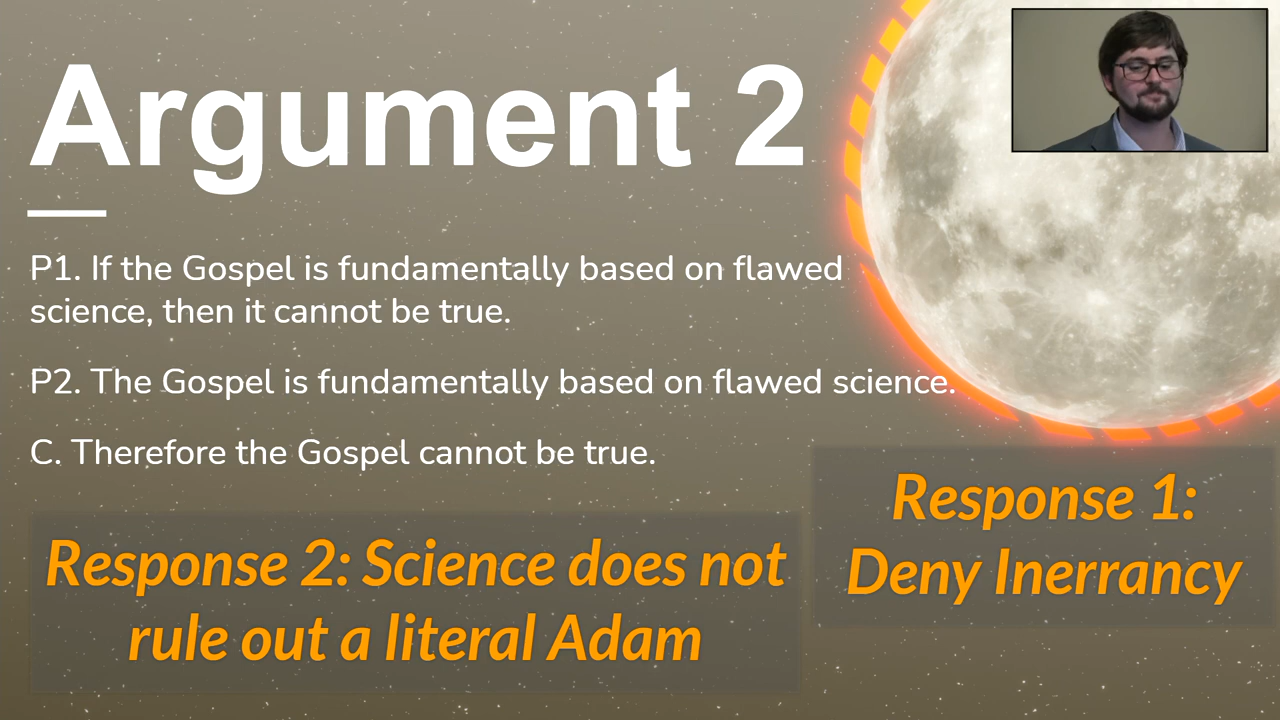 Argument 2
P1. If the Gospel is fundamentally based on flawed
science, then it cannot be true.
P2. The Gospel is fundamentally based on flawed science.
C. Therefore the Gospel cannot be true.
Response 1:
Deny Inerrancy
Response 2: Science does not
rule out a literal Adam